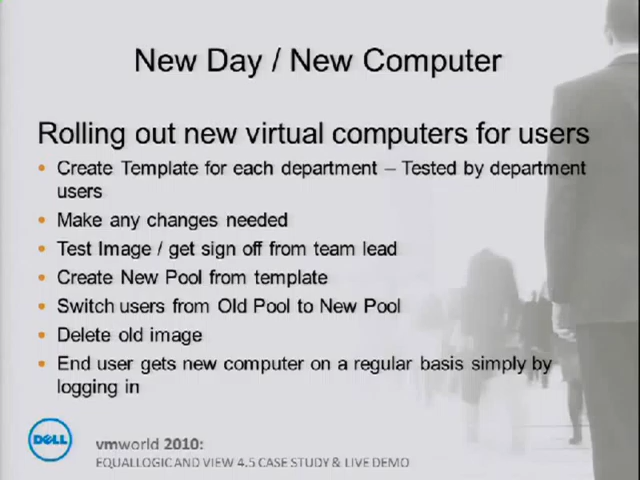 New Day / New Computer
Rolling out new virtual computers for users
• Create Template for each department – Tested by department
users
• Make any changes needed
• Test Image / get sign off from team lead
• Create New Pool from template
• Switch users from Old Pool to New Pool
• Delete old image
• End user gets new computer on a regular basis simply by
logging in
DELL
vmworld 2010:
EQUALLOGIC AND VIEW 4.5 CASE STUDY & LIVE DEMO